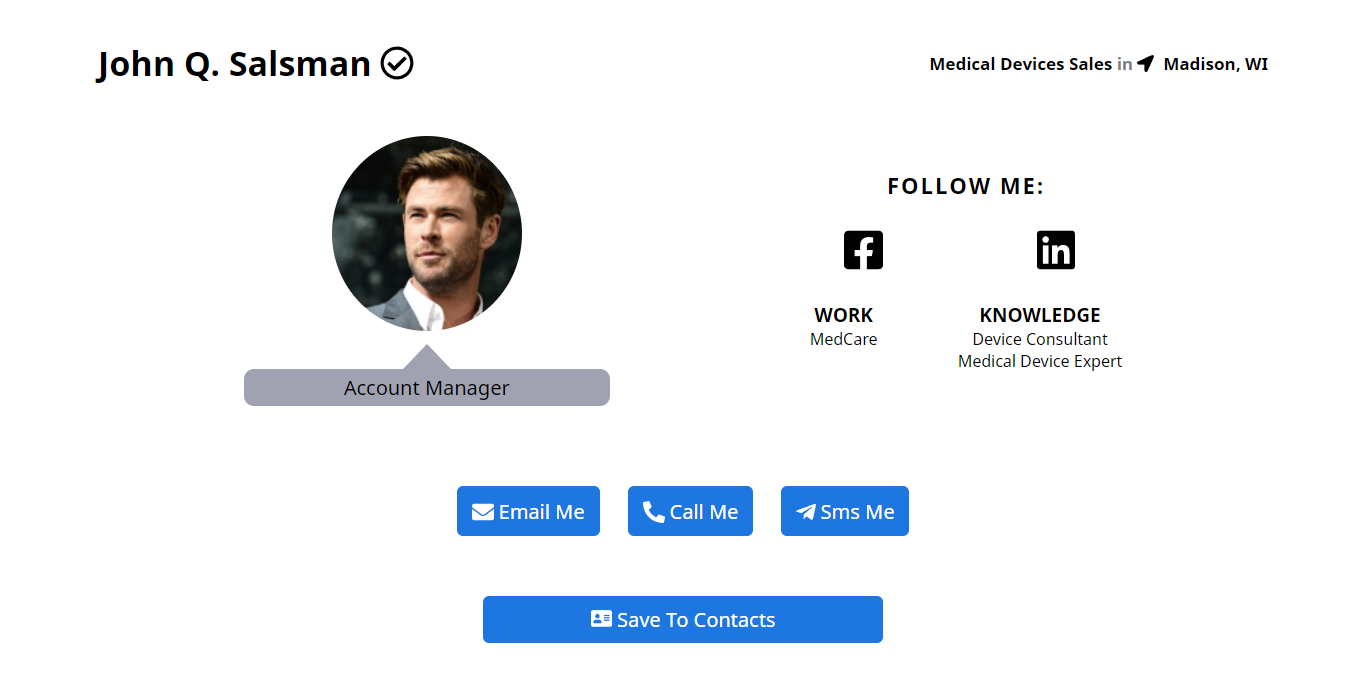 John Q. Salsman
Medical Devices Sales in Madison, WI
FOLLOW ME:
WORK
MedCare
KNOWLEDGE
Device Consultant
Medical Device Expert
Account Manager
Email Me
Call Me
Sms Me
Save To Contacts